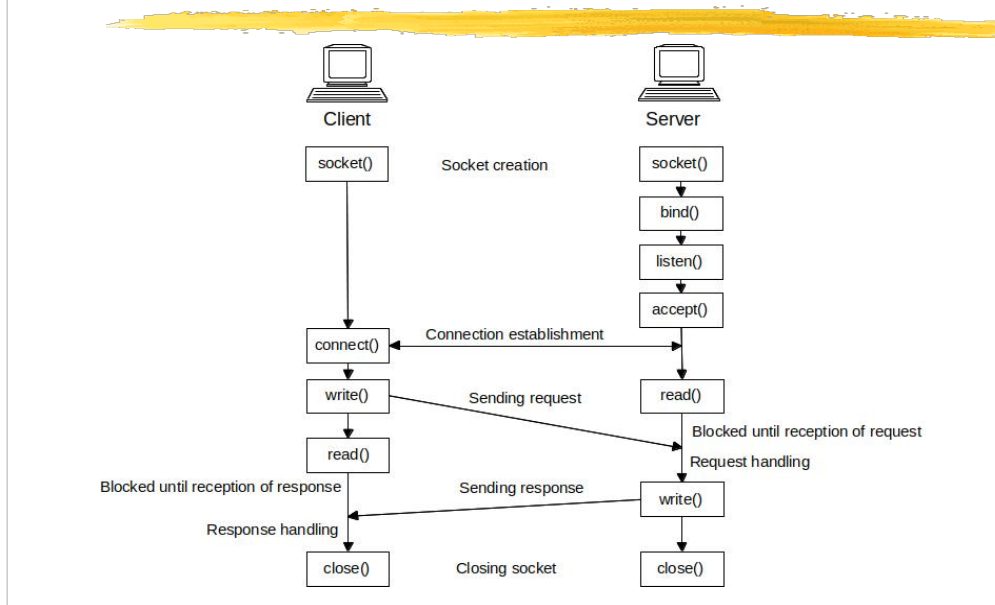 Client
Server
socket()
Socket creation
socket()
bind()
listen()
accept()
Connection establishment
connect()
write()
Sending request
read()
Blocked until reception of request
read()
Request handling
Blocked until reception of response
Sending response
write()
Response handling
close()
Closing socket
close()